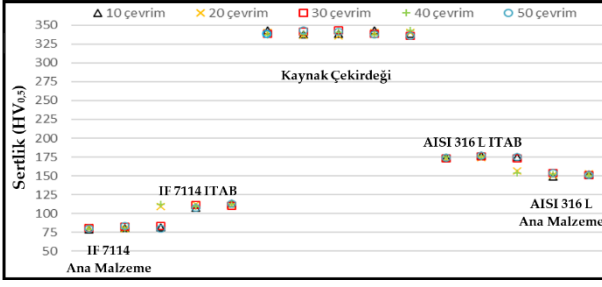 10 çevrim 20 çevrim 30 çevrim 40 çevrim 50 çevrim
Sertlik (HV0,5)
350
325
300
275
250
225
200
175
150
125
100
75
50
Kaynak Çekirdeği
AISI 316 L ITAB
IF 7114 ITAB
AISI 316 L
Ana Malzeme
IF 7114
Ana Malzeme